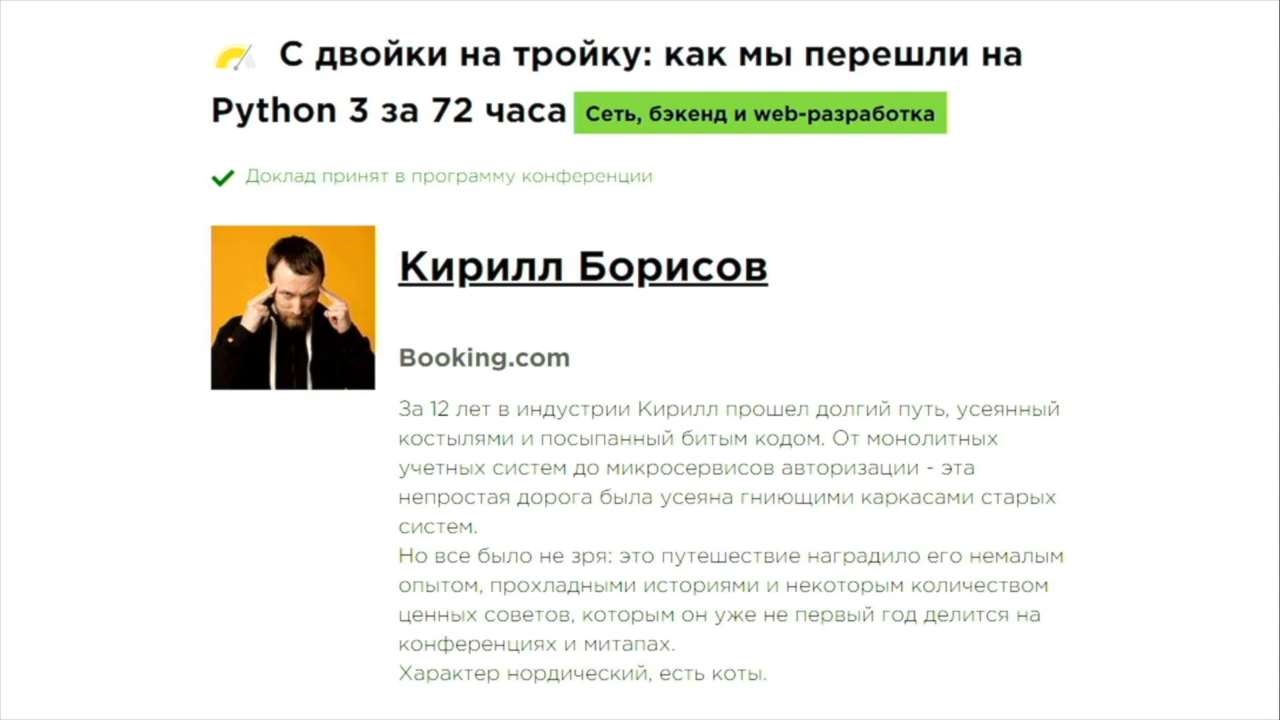 С двойки на тройку: как мы перешли на
Python 3 за 72 часа Сеть, бэкенд и web-разработка
Доклад принят в программу конференции
Кирилл Борисов
Booking.com
За 12 лет в индустрии Кирилл прошел долгий путь, усеянный
костылями и посыпанный битым кодом. От монолитных
учетных систем до микросервисов авторизации - эта
непростая дорога была усеяна гниющими каркасами старых
систем.
Но все было не зря: это путешествие наградило его немалым
опытом, прохладными историями и некоторым количеством
ценных советов, которым он уже не первый год делится на
конференциях и митапах.
Характер нордический, есть коты.